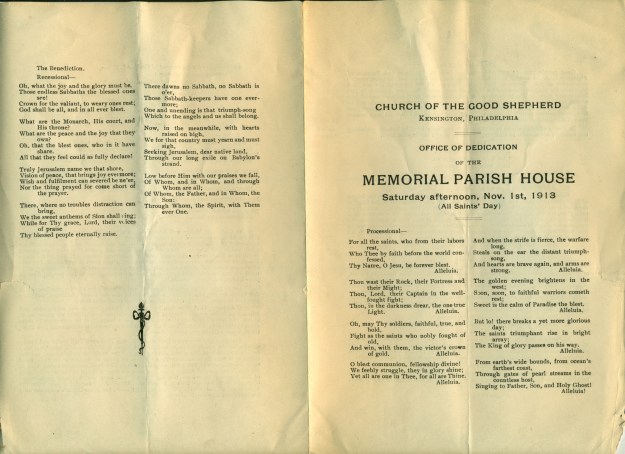 The Benediction.
Recessional—
Oh, what the joy and the glory must be,
Those endless Sabbaths the blessed ones
see!
Crown for the valiant, to weary ones rest;
God shall be all, and in all ever blest.
What are the Monarch, His court, and
His throne?
What are the peace and the joy that they
own?
Oh, that the blest ones, who in it have
share,
All that they feel could as fully declare!
Truly Jerusalem name we that shore,
Vision of peace, that brings joy evermore;
Wish and fulfilment can severed be ne'er,
Nor the thing prayed for come short of
the prayer.
There, where no troubles distraction can
bring,
We the sweet anthems of Sion shall sing;
While for Thy grace, Lord, their voices
of praise
Thy blessed people eternally raise.
There dawns no Sabbath, no Sabbath is
o'er,
Those Sabbath-keepers have one ever-
more;
One and unending is that triumph-song
Which to the angels and us shall belong.
Now, in the meanwhile, with hearts
raised on high,
We for that country must yearn and must
sigh,
Seeking Jerusalem, dear native land,
Through our long exile on Babylon's
strand.
Low before Him with our praises we fall,
Of Whom, and in Whom, and through
Whom are all;
Of Whom, the Father, and in Whom, the
Son:
Through Whom, the Spirit, with Them
ever One.
CHURCH OF THE GOOD SHEPHERD
KENSINGTON, PHILADELPHIA
OFFICE OF DEDICATION
OF THE
MEMORIAL PARISH HOUSE
Saturday afternoon, Nov. 1st, 1913
(All Saints' Day)
Processional—
For all the saints, who from their labors
rest,
Who Thee by faith before the world con-
fessed,
Thy Name, O Jesu, be forever blest.
Alleluia.
Thou wast their Rock, their Fortress and
their Might;
Thou, Lord, their Captain in the well-
fought fight;
Thou, in the darkness drear, the one true
Light. Alleluia.
Oh, may Thy soldiers, faithful, true, and
bold,
Fight as the saints who nobly fought of
old,
And win, with them, the victor's crown
of gold. Alleluia.
O blest communion, fellowship divine!
We feebly struggle, they in glory shine;
Yet all are one in Thee, for all are Thine.
Alleluia.
And when the strife is fierce, the warfare
long,
Steals on the ear the distant triumph-
song,
And hearts are brave again, and arms are
strong. Alleluia.
The golden evening brightens in the
west;
Soon, soon, to faithful warriors cometh
rest;
Sweet is the calm of Paradise the blest.
Alleluia.
But lo! there breaks a yet more glorious
day;
The saints triumphant rise in bright
array;
The King of glory passes on his way.
Alleluia.
From earth's wide bounds, from ocean's
farthest coast,
Through gates of pearl streams in the
countless host,
Singing to Father, Son, and Holy Ghost!
Alleluia!